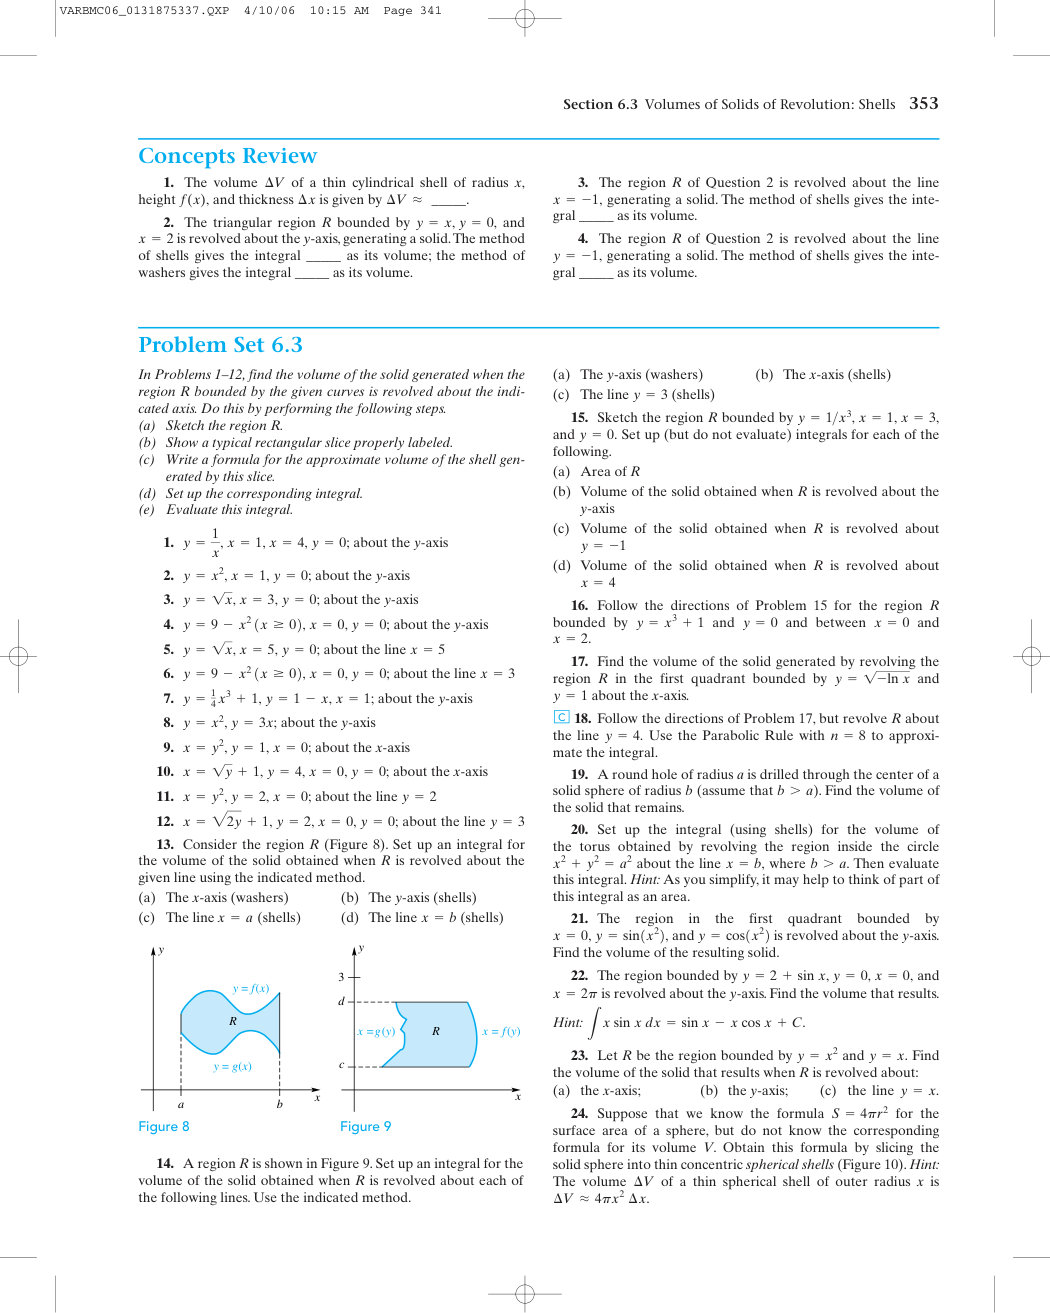 VARBMC06_0131875337.QXP 4/10/06 10:15 AM Page 341
Section 6.3 Volumes of Solids of Revolution: Shells 353
Concepts Review
1. The volume ΔV of a thin cylindrical shell of radius x,
height f(x), and thickness Δx is given by ΔV ≈ _____.
2. The triangular region R bounded by y = x, y = 0, and
x = 2 is revolved about the y-axis, generating a solid. The method
of shells gives the integral _____ as its volume; the method of
washers gives the integral _____ as its volume.
3. The region R of Question 2 is revolved about the line
x = −1, generating a solid. The method of shells gives the inte-
gral _____ as its volume.
4. The region R of Question 2 is revolved about the line
y = −1, generating a solid. The method of shells gives the inte-
gral _____ as its volume.
Problem Set 6.3
In Problems 1–12, find the volume of the solid generated when the
region R bounded by the given curves is revolved about the indi-
cated axis. Do this by performing the following steps.
(a) Sketch the region R.
(b) Show a typical rectangular slice properly labeled.
(c) Write a formula for the approximate volume of the shell gen-
erated by this slice.
(d) Set up the corresponding integral.
(e) Evaluate this integral.
1. y = 1/x, x = 1, x = 4, y = 0; about the y-axis
2. y = x², x = 1, y = 0; about the y-axis
3. y = √x, x = 3, y = 0; about the y-axis
4. y = 9 − x² (x ≥ 0), x = 0, y = 0; about the y-axis
5. y = √x, x = 5, y = 0; about the line x = 5
6. y = 9 − x² (x ≥ 0), x = 0, y = 0; about the line x = 3
7. y = ¼x³ + 1, y = 1 − x, x = 1; about the y-axis
8. y = x², y = 3x; about the y-axis
9. x = y², y = 1, x = 0; about the x-axis
10. x = √y + 1, y = 4, x = 0, y = 0; about the x-axis
11. x = y², y = 2, x = 0; about the line y = 2
12. x = √2y + 1, y = 2, x = 0, y = 0; about the line y = 3
13. Consider the region R (Figure 8). Set up an integral for
the volume of the solid obtained when R is revolved about the
given line using the indicated method.
(a) The x-axis (washers) (b) The y-axis (shells)
(c) The line x = a (shells) (d) The line x = b (shells)
y
y = f(x)
R
y = g(x)
a b x
Figure 8
y
3
d
x = g(y) R x = f(y)
c
x
Figure 9
14. A region R is shown in Figure 9. Set up an integral for the
volume of the solid obtained when R is revolved about each of
the following lines. Use the indicated method.
(a) The y-axis (washers) (b) The x-axis (shells)
(c) The line y = 3 (shells)
15. Sketch the region R bounded by y = 1/x³, x = 1, x = 3,
and y = 0. Set up (but do not evaluate) integrals for each of the
following.
(a) Area of R
(b) Volume of the solid obtained when R is revolved about the
y-axis
(c) Volume of the solid obtained when R is revolved about
y = −1
(d) Volume of the solid obtained when R is revolved about
x = 4
16. Follow the directions of Problem 15 for the region R
bounded by y = x³ + 1 and y = 0 and between x = 0 and
x = 2.
17. Find the volume of the solid generated by revolving the
region R in the first quadrant bounded by y = √−ln x and
y = 1 about the x-axis.
C 18. Follow the directions of Problem 17, but revolve R about
the line y = 4. Use the Parabolic Rule with n = 8 to approxi-
mate the integral.
19. A round hole of radius a is drilled through the center of a
solid sphere of radius b (assume that b > a). Find the volume of
the solid that remains.
20. Set up the integral (using shells) for the volume of
the torus obtained by revolving the region inside the circle
x² + y² = a² about the line x = b, where b > a. Then evaluate
this integral. Hint: As you simplify, it may help to think of part of
this integral as an area.
21. The region in the first quadrant bounded by
x = 0, y = sin(x²), and y = cos(x²) is revolved about the y-axis.
Find the volume of the resulting solid.
22. The region bounded by y = 2 + sin x, y = 0, x = 0, and
x = 2π is revolved about the y-axis. Find the volume that results.
Hint: ∫ x sin x dx = sin x − x cos x + C.
23. Let R be the region bounded by y = x² and y = x. Find
the volume of the solid that results when R is revolved about:
(a) the x-axis; (b) the y-axis; (c) the line y = x.
24. Suppose that we know the formula S = 4πr² for the
surface area of a sphere, but do not know the corresponding
formula for its volume V. Obtain this formula by slicing the
solid sphere into thin concentric spherical shells (Figure 10). Hint:
The volume ΔV of a thin spherical shell of outer radius x is
ΔV ≈ 4πx² Δx.